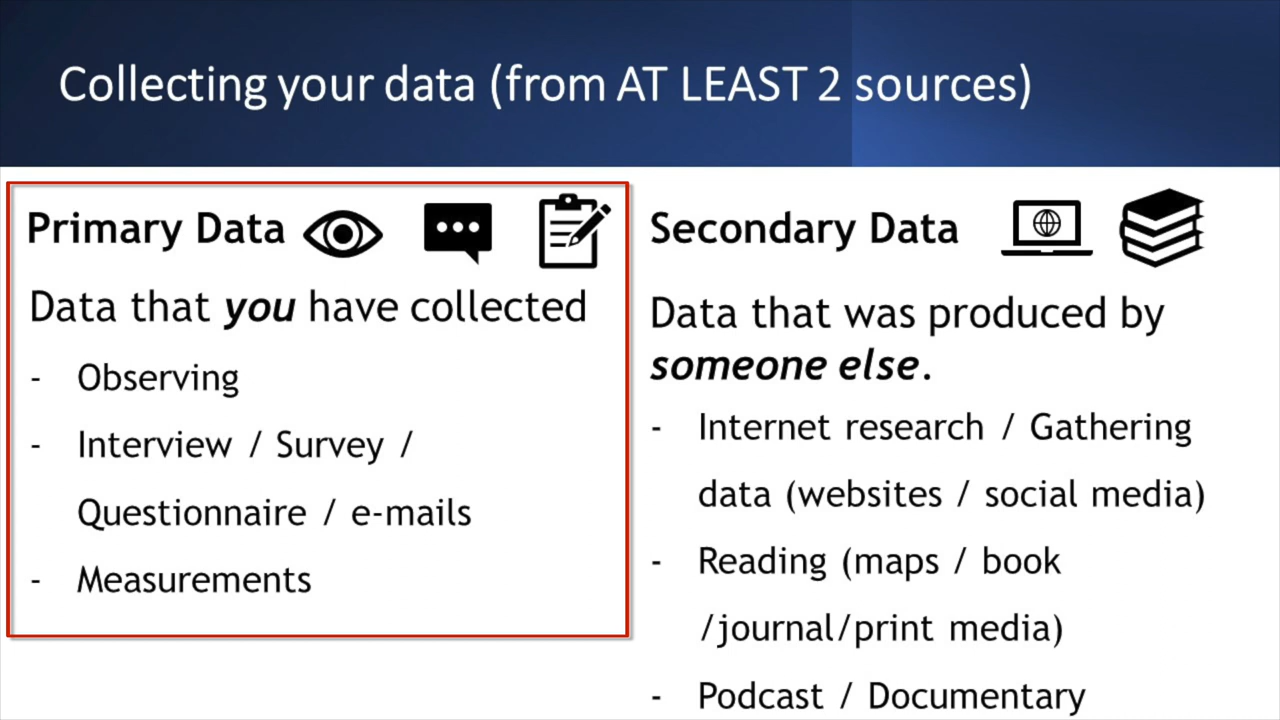 Collecting your data (from AT LEAST 2 sources)
Primary Data
Data that you have collected
- Observing
- Interview / Survey /
Questionnaire / e-mails
- Measurements
Secondary Data
Data that was produced by
someone else.
- Internet research / Gathering
data (websites / social media)
- Reading (maps / book
/journal/print media)
- Podcast / Documentary